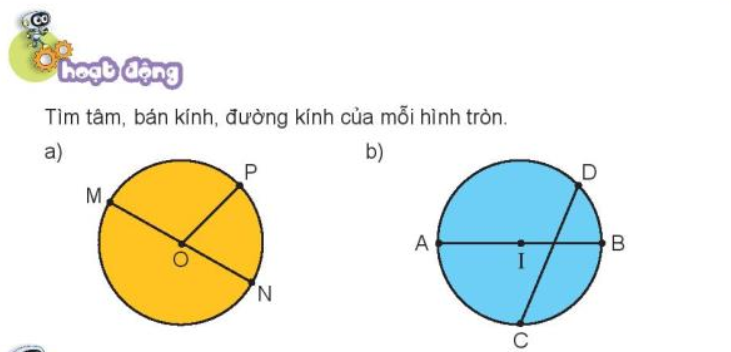 hoạt động
Tìm tâm, bán kính, đường kính của mỗi hình tròn.
a)
M
P
O
N
b)
D
A
I
B
C